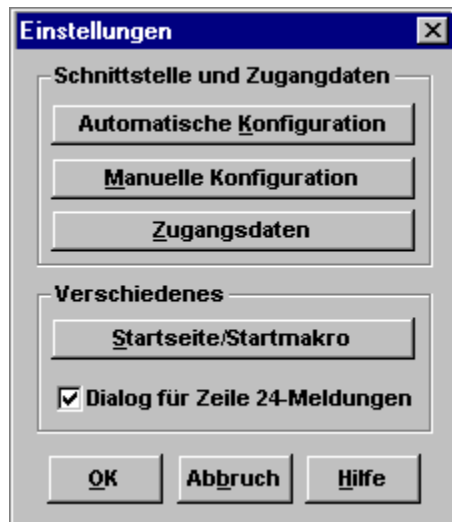 Einstellungen
Schnittstelle und Zugangdaten
Automatische Konfiguration
Manuelle Konfiguration
Zugangsdaten
Verschiedenes
Startseite/Startmakro
Dialog für Zeile 24-Meldungen
OK Abbruch Hilfe